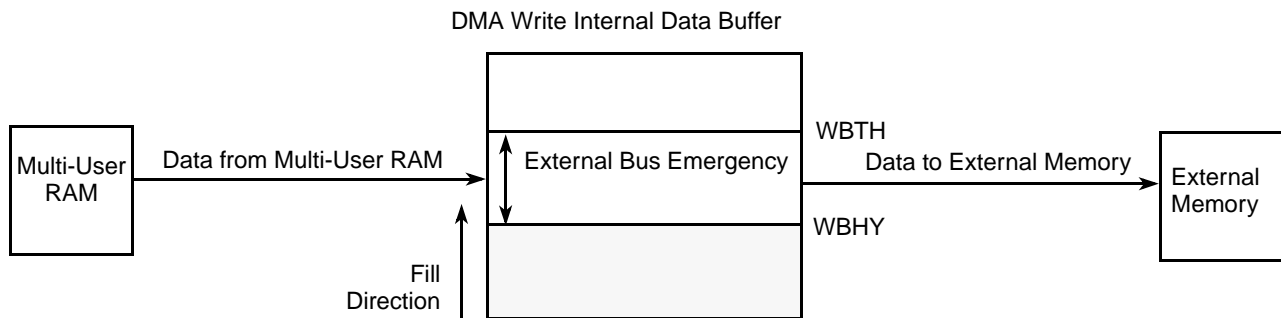 DMA Write Internal Data Buffer
WBTH
Multi-User
RAM
Data from Multi-User RAM
External Bus Emergency
Data to External Memory
External
Memory
WBHY
Fill
Direction